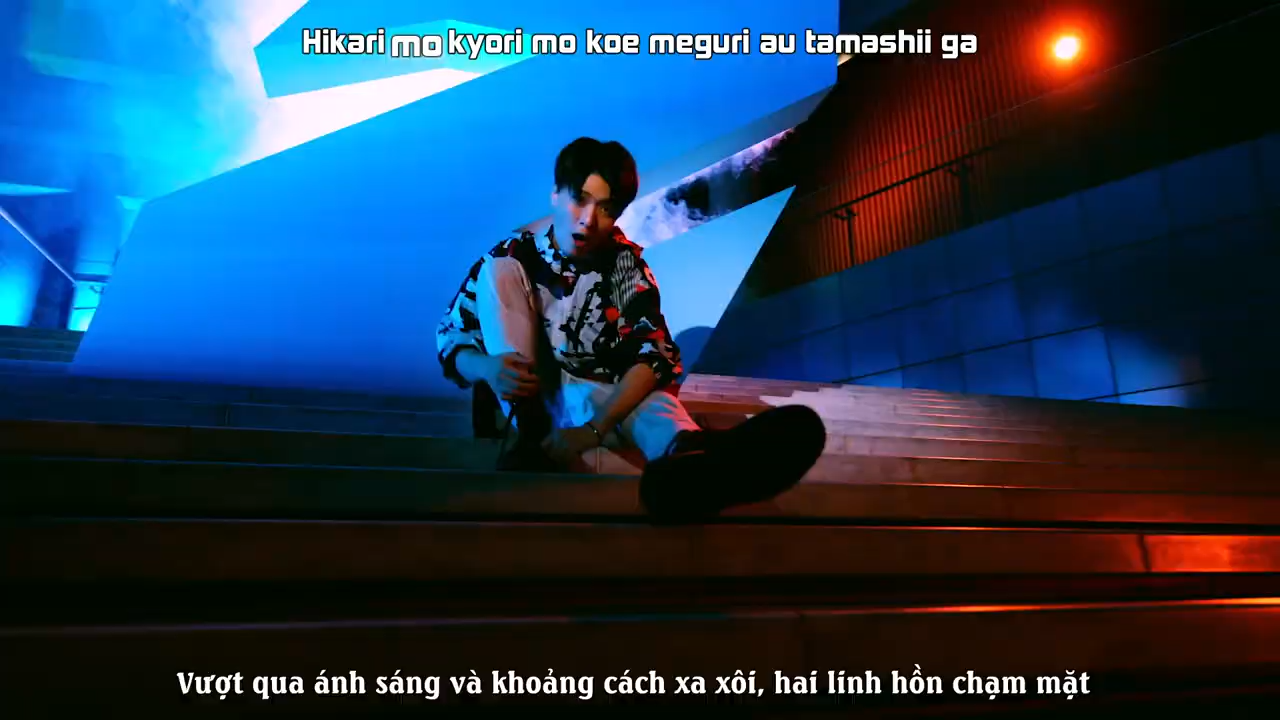 Hikari mo kyori mo koe meguri au tamashii ga
Vượt qua ánh sáng và khoảng cách xa xôi, hai lính hồn chạm mặt